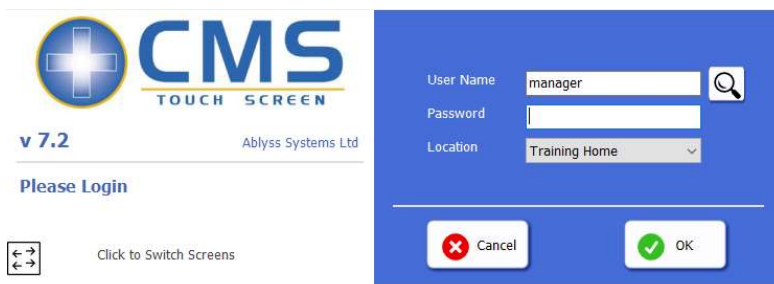 CMS
TOUCH SCREEN
v 7.2
Ablyss Systems Ltd
Please Login
Click to Switch Screens
User Name
manager
Password
Location
Training Home
Cancel
OK